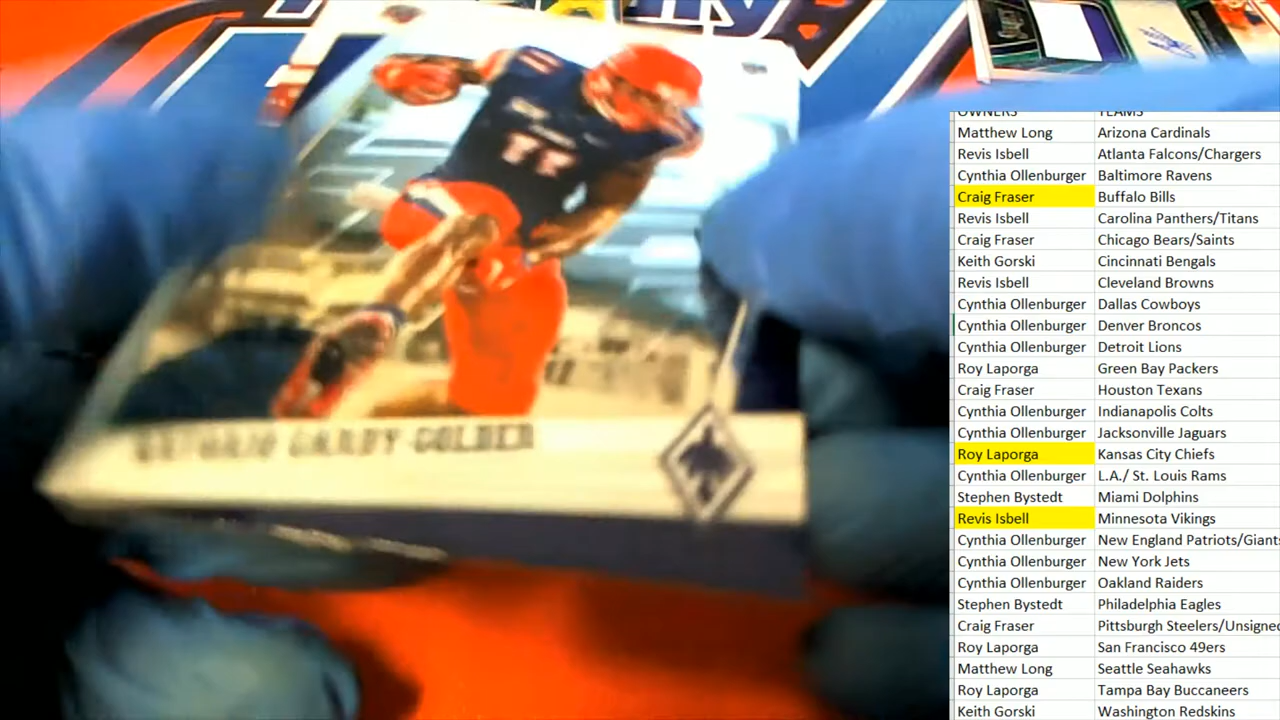 GANDY-GOLDEN
11
OWNERS TEAMS
Matthew Long Arizona Cardinals
Revis Isbell Atlanta Falcons/Chargers
Cynthia Ollenburger Baltimore Ravens
Craig Fraser Buffalo Bills
Revis Isbell Carolina Panthers/Titans
Craig Fraser Chicago Bears/Saints
Keith Gorski Cincinnati Bengals
Revis Isbell Cleveland Browns
Cynthia Ollenburger Dallas Cowboys
Cynthia Ollenburger Denver Broncos
Cynthia Ollenburger Detroit Lions
Roy Laporga Green Bay Packers
Craig Fraser Houston Texans
Cynthia Ollenburger Indianapolis Colts
Cynthia Ollenburger Jacksonville Jaguars
Roy Laporga Kansas City Chiefs
Cynthia Ollenburger L.A./ St. Louis Rams
Stephen Bystedt Miami Dolphins
Revis Isbell Minnesota Vikings
Cynthia Ollenburger New England Patriots/Giants
Cynthia Ollenburger New York Jets
Cynthia Ollenburger Oakland Raiders
Stephen Bystedt Philadelphia Eagles
Craig Fraser Pittsburgh Steelers/Unsigned
Roy Laporga San Francisco 49ers
Matthew Long Seattle Seahawks
Roy Laporga Tampa Bay Buccaneers
Keith Gorski Washington Redskins